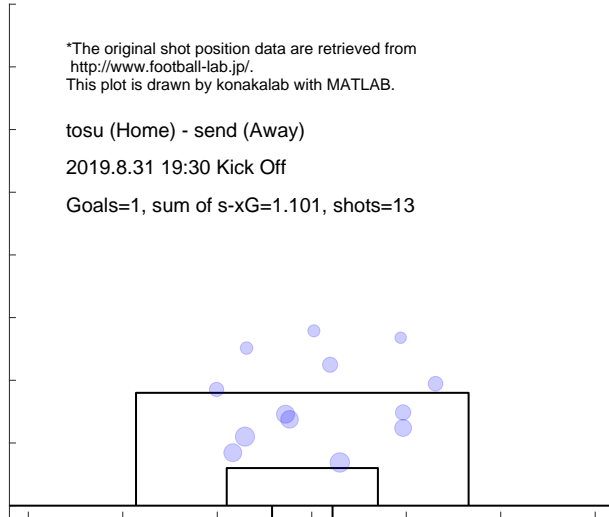 *The original shot position data are retrieved from
http://www.football-lab.jp/.
This plot is drawn by konakalab with MATLAB.
tosu (Home) - send (Away)
2019.8.31 19:30 Kick Off
Goals=1, sum of s-xG=1.101, shots=13